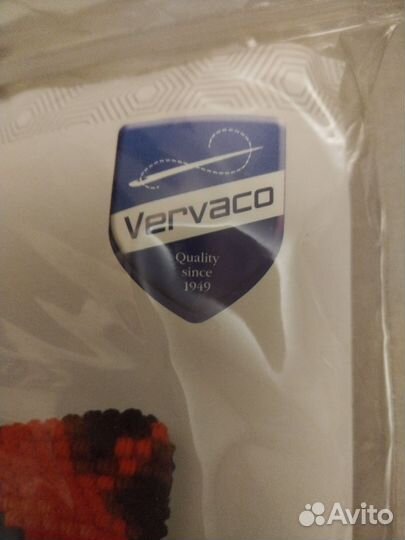 Vervaco
Quality
since
1949
Avito